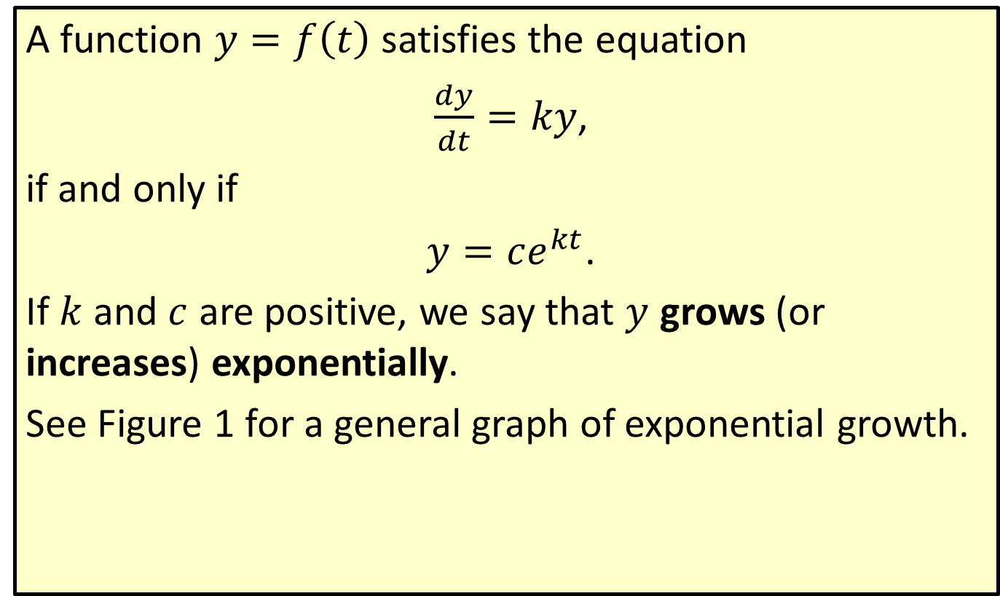 A function y = f(t) satisfies the equation
dy/dt = ky,
if and only if
y = ce^{kt}.
If k and c are positive, we say that y grows (or
increases) exponentially.
See Figure 1 for a general graph of exponential growth.